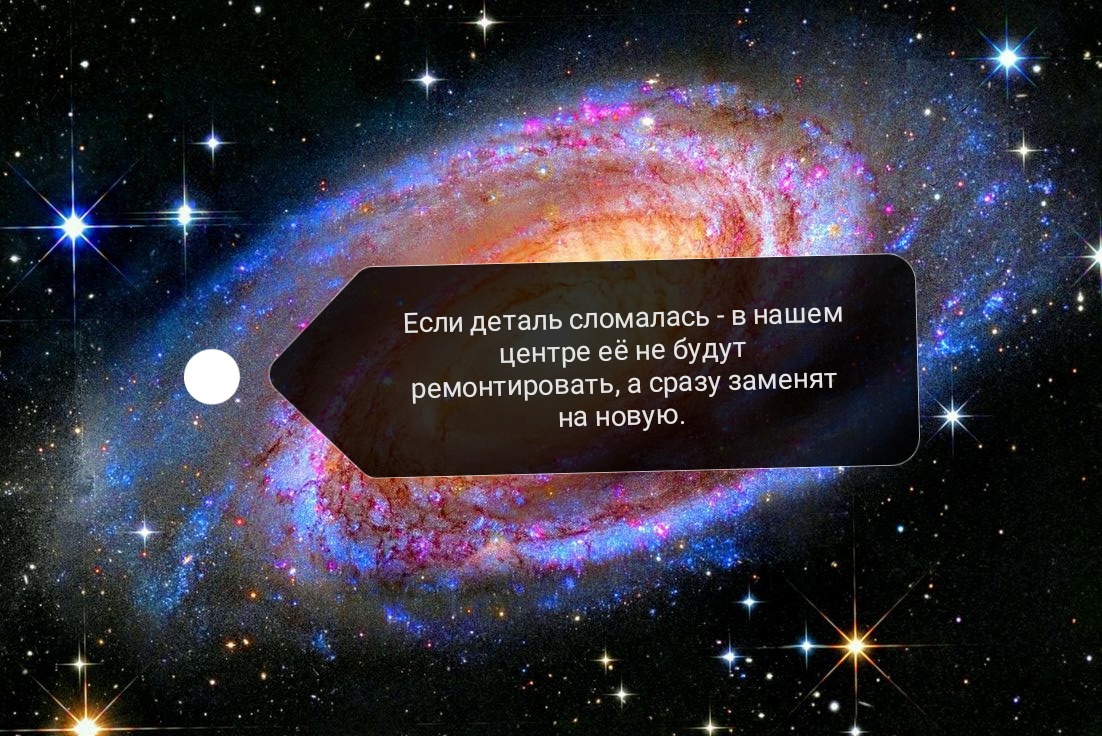 Если деталь сломалась - в нашем
центре её не будут
ремонтировать, а сразу заменят
на новую.